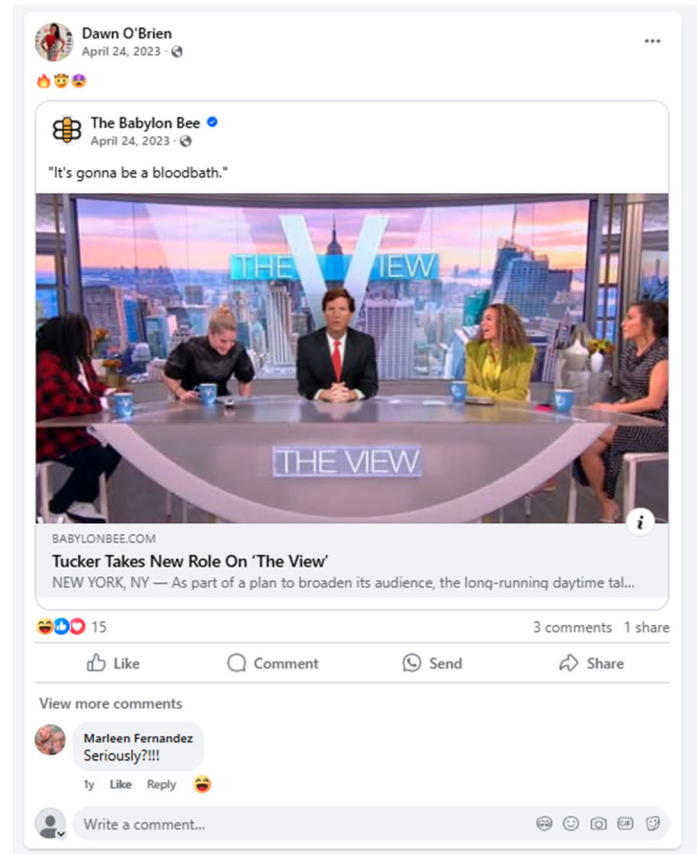 Dawn O'Brien
April 24, 2023 ·
The Babylon Bee
April 24, 2023 ·
"It's gonna be a bloodbath."
THE VIEW
THE VIEW
BABYLONBEE.COM
Tucker Takes New Role On ‘The View’
NEW YORK, NY — As part of a plan to broaden its audience, the long-running daytime tal...
15
3 comments 1 share
Like Comment Send Share
View more comments
Marleen Fernandez
Seriously?!!!
1y Like Reply
Write a comment...
GIF